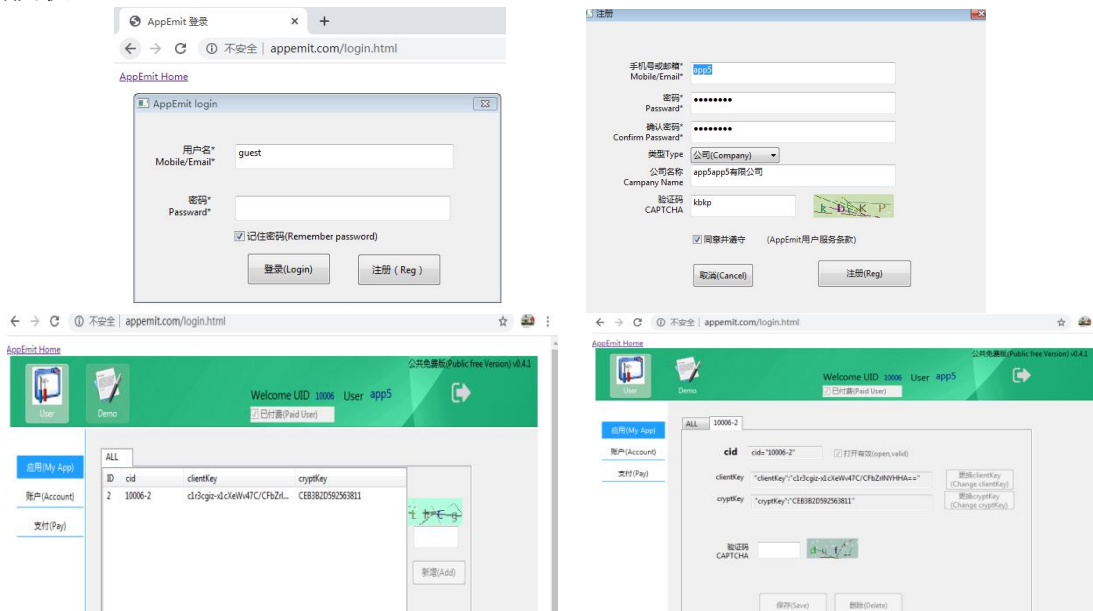 AppEmit 登录
不安全 | appemit.com/login.html
AppEmit Home
AppEmit login
用户名*
Mobile/Email*
guest
密码*
Password*
记住密码(Remember password)
登录(Login)
注册 ( Reg )
注册
手机号或邮箱*
Mobile/Email*
app5
密码*
Password*
确认密码*
Confirm Password*
类型Type
公司(Company)
公司名称
Campany Name
app5app5有限公司
验证码
CAPTCHA
kbkp
k b K P
同意并遵守 (AppEmit用户服务条款)
取消(Cancel)
注册(Reg)
不安全 | appemit.com/login.html
AppEmit Home
公共免费版(Public free Version) v0.4.1
User
Demo
Welcome UID 10006 User app5
已付费(Paid User)
应用(My App)
账户(Account)
支付(Pay)
ALL
ID cid clientKey cryptKey
2 10006-2 c1r3cgiz-x1cXeWv47C/CFbZrI... CEB3B2D592563811
新增(Add)
不安全 | appemit.com/login.html
AppEmit Home
公共免费版(Public free Version) v0.4.1
User
Demo
Welcome UID 10006 User app5
已付费(Paid User)
应用(My App)
账户(Account)
支付(Pay)
ALL 10006-2
cid cid="10006-2" 打开有效(open,valid)
clientKey "clientKey":"c1r3cgiz-x1cXeWv47C/CFbZrINYHHA=="
更换clientKey
(Change clientKey)
cryptKey "cryptKey":"CEB3B2D592563811"
更换cryptKey
(Change cryptKey)
验证码
CAPTCHA
保存(Save)
删除(Delete)